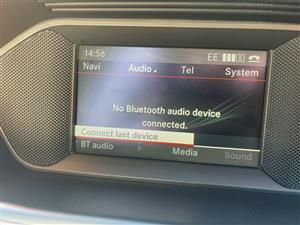 14:56 EE
Navi Audio Tel System
No Bluetooth audio device
connected.
Connect last device
BT audio Media Sound